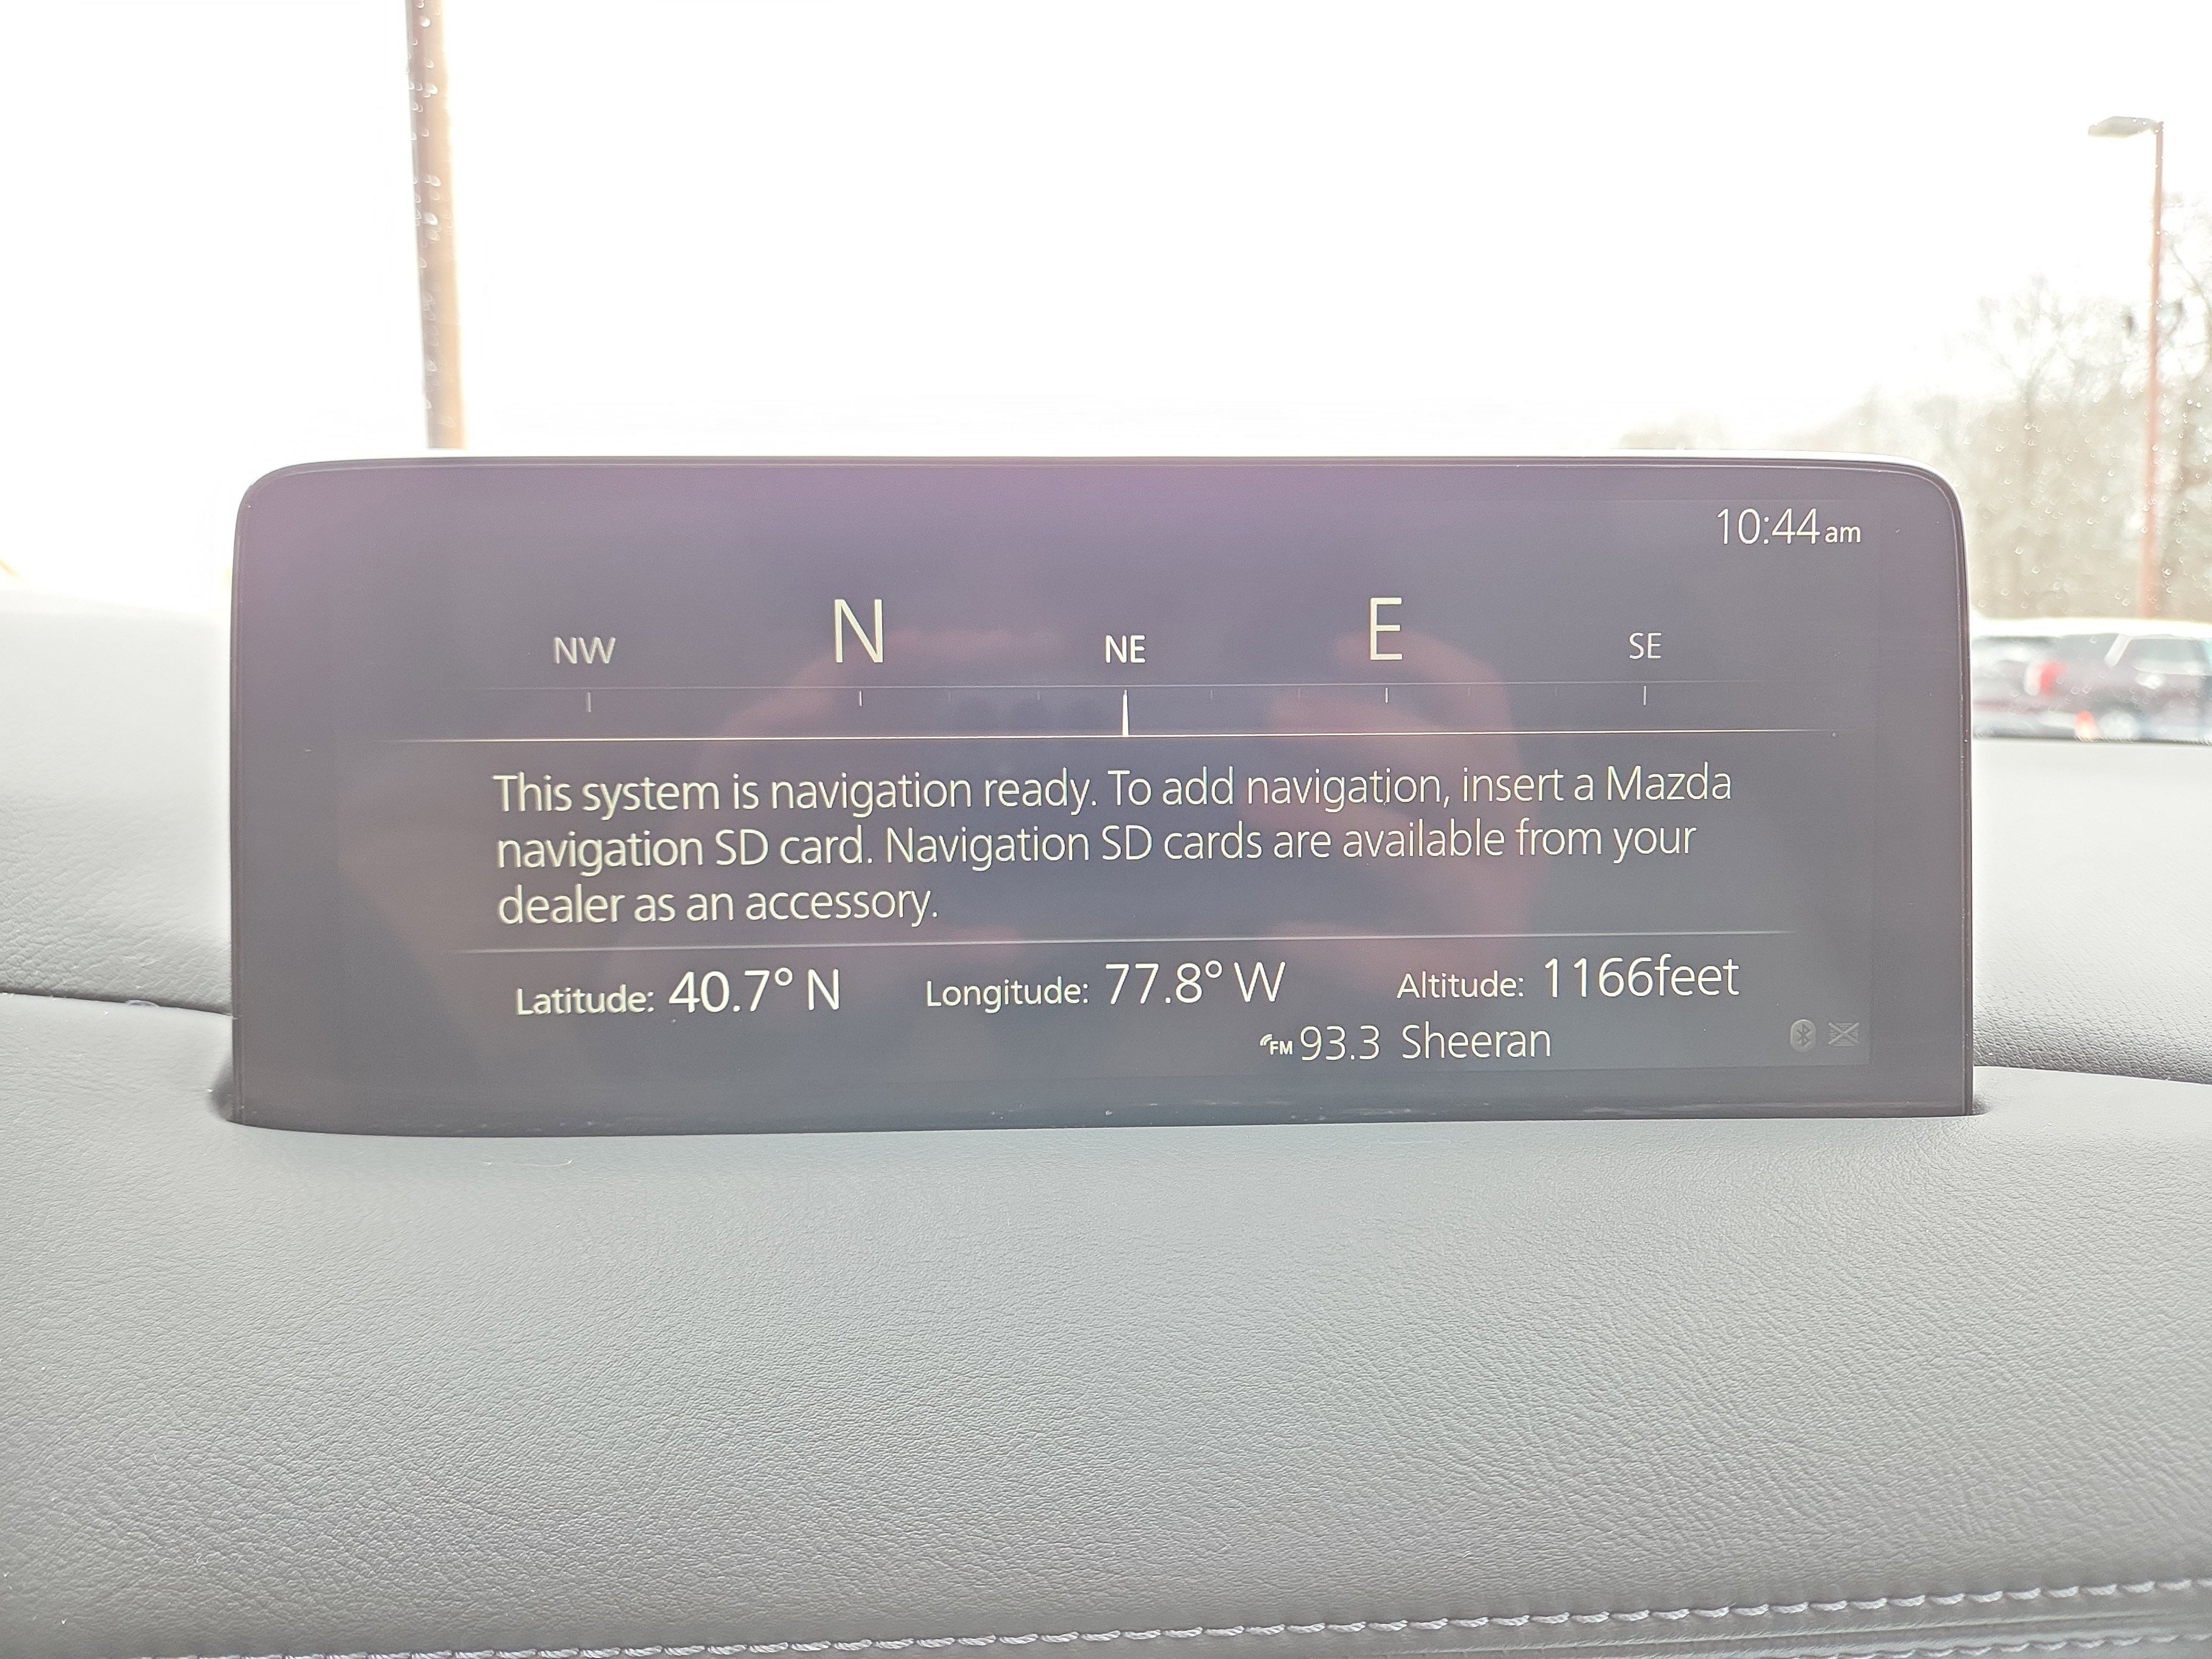 10:44am
NW N NE E SE
This system is navigation ready. To add navigation, insert a Mazda
navigation SD card. Navigation SD cards are available from your
dealer as an accessory.
Latitude: 40.7° N Longitude: 77.8° W Altitude: 1166feet
FM 93.3 Sheeran